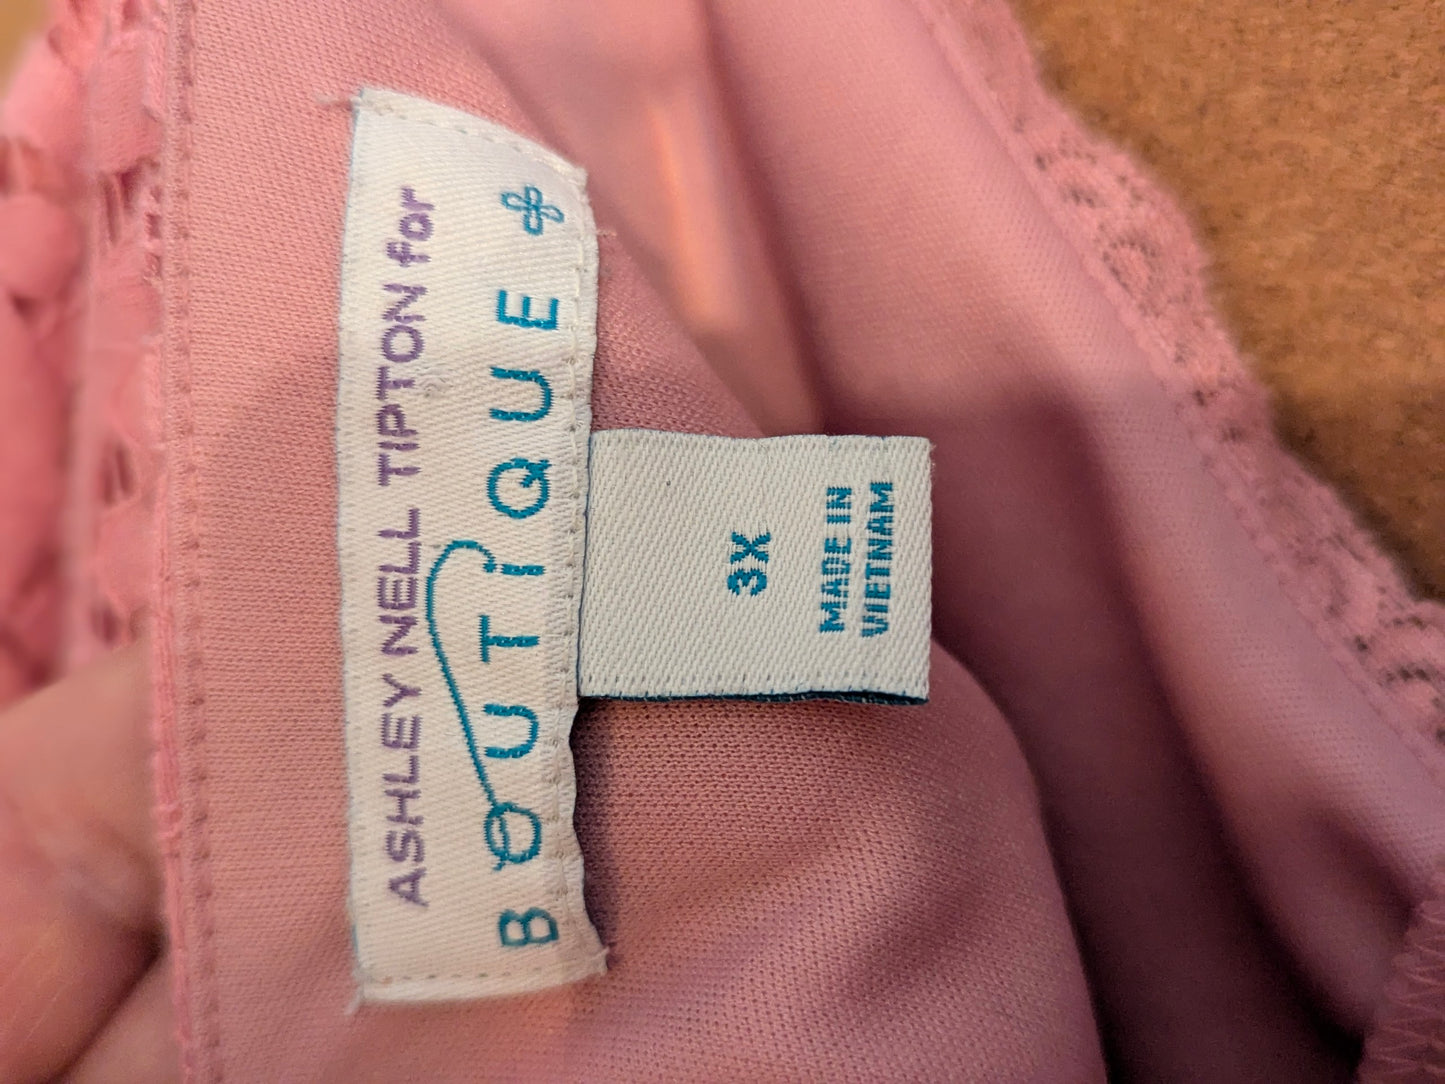 ASHLEY NELL TIPTON for
BOUTiQUE +
3X
MADE IN
VIETNAM